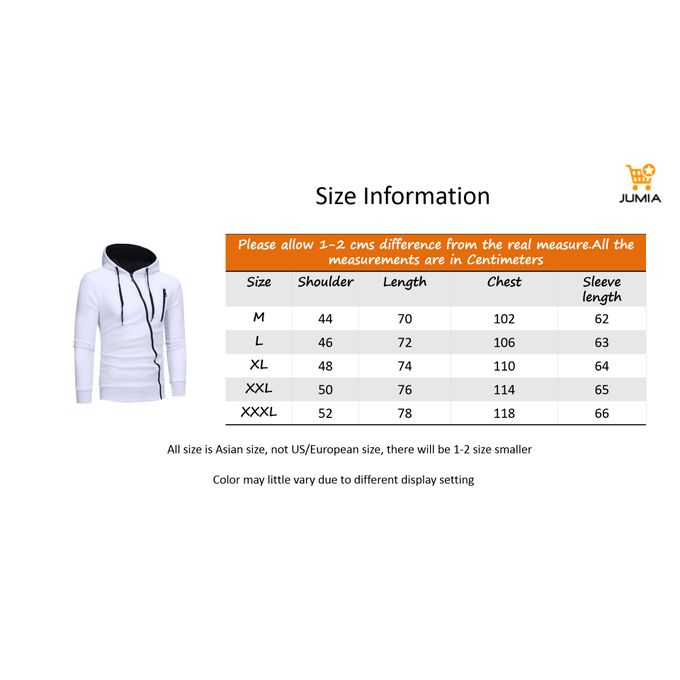 Size Information
JUMIA
Please allow 1-2 cms difference from the real measure.All the
measurements are in Centimeters
Size Shoulder Length Chest Sleeve
length
M 44 70 102 62
L 46 72 106 63
XL 48 74 110 64
XXL 50 76 114 65
XXXL 52 78 118 66
All size is Asian size, not US/European size, there will be 1-2 size smaller
Color may little vary due to different display setting